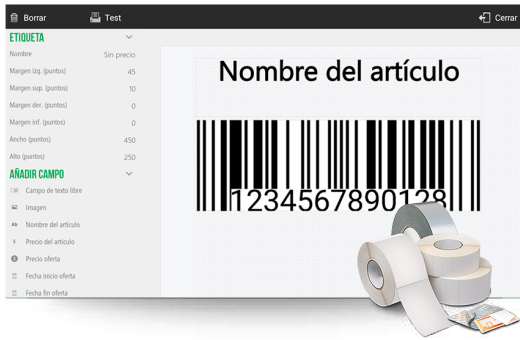 Borrar
Test
Cerrar
ETIQUETA
Nombre Sin precio
Margen izq. (puntos) 45
Margen sup. (puntos) 10
Margen der. (puntos) 0
Margen inf. (puntos) 0
Ancho (puntos) 450
Alto (puntos) 250
AÑADIR CAMPO
Campo de texto libre
Imagen
Ab Nombre del artículo
$ Precio del artículo
Precio oferta
Fecha inicio oferta
Fecha fin oferta
Nombre del artículo
1234567890128